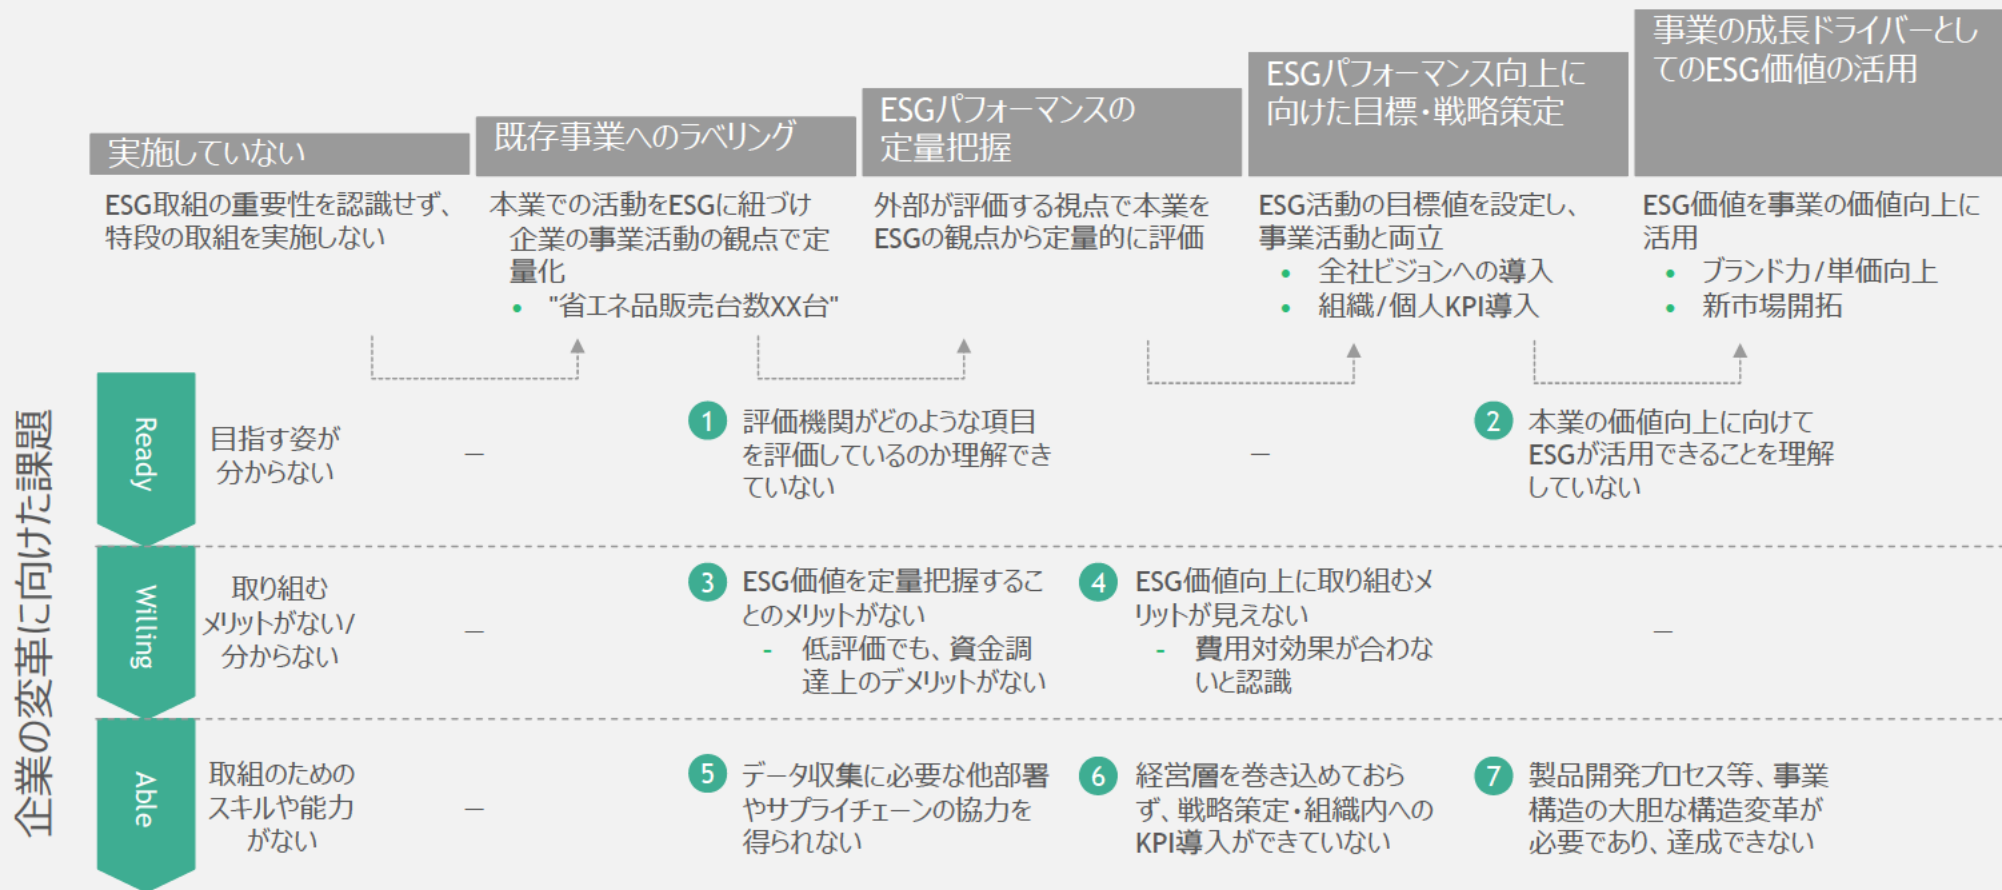 実施していない
ESG取組の重要性を認識せず、
特段の取組を実施しない
既存事業へのラベリング
本業での活動をESGに紐づけ
企業の事業活動の観点で定
量化
• "省エネ品販売台数XX台"
ESGパフォーマンスの
定量把握
外部が評価する視点で本業を
ESGの観点から定量的に評価
ESGパフォーマンス向上に
向けた目標・戦略策定
ESG活動の目標値を設定し、
事業活動と両立
• 全社ビジョンへの導入
• 組織/個人KPI導入
事業の成長ドライバーとし
てのESG価値の活用
ESG価値を事業の価値向上に
活用
• ブランド力/単価向上
• 新市場開拓
企業の変革に向けた課題
Ready
目指す姿が
分からない
–
1 評価機関がどのような項目
を評価しているのか理解でき
ていない
–
2 本業の価値向上に向けて
ESGが活用できることを理解
していない
Willing
取り組む
メリットがない/
分からない
–
3 ESG価値を定量把握するこ
とのメリットがない
- 低評価でも、資金調
達上のデメリットがない
4 ESG価値向上に取り組むメ
リットが見えない
- 費用対効果が合わな
いと認識
–
Able
取組のための
スキルや能力
がない
–
5 データ収集に必要な他部署
やサプライチェーンの協力を
得られない
6 経営層を巻き込めておら
ず、戦略策定・組織内への
KPI導入ができていない
7 製品開発プロセス等、事業
構造の大胆な構造変革が
必要であり、達成できない